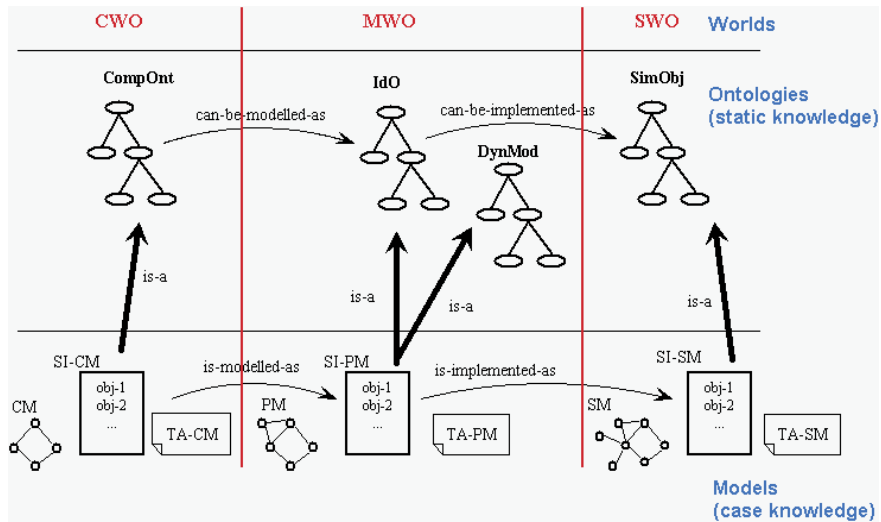 CWO
MWO
SWO
Worlds
CompOnt
IdO
SimObj
Ontologies
(static knowledge)
can-be-modelled-as
can-be-implemented-as
DynMod
is-a
is-a
is-a
is-a
SI-CM
is-modelled-as
SI-PM
is-implemented-as
SI-SM
CM
obj-1
obj-2
...
TA-CM
PM
obj-1
obj-2
...
TA-PM
SM
obj-1
obj-2
...
TA-SM
Models
(case knowledge)